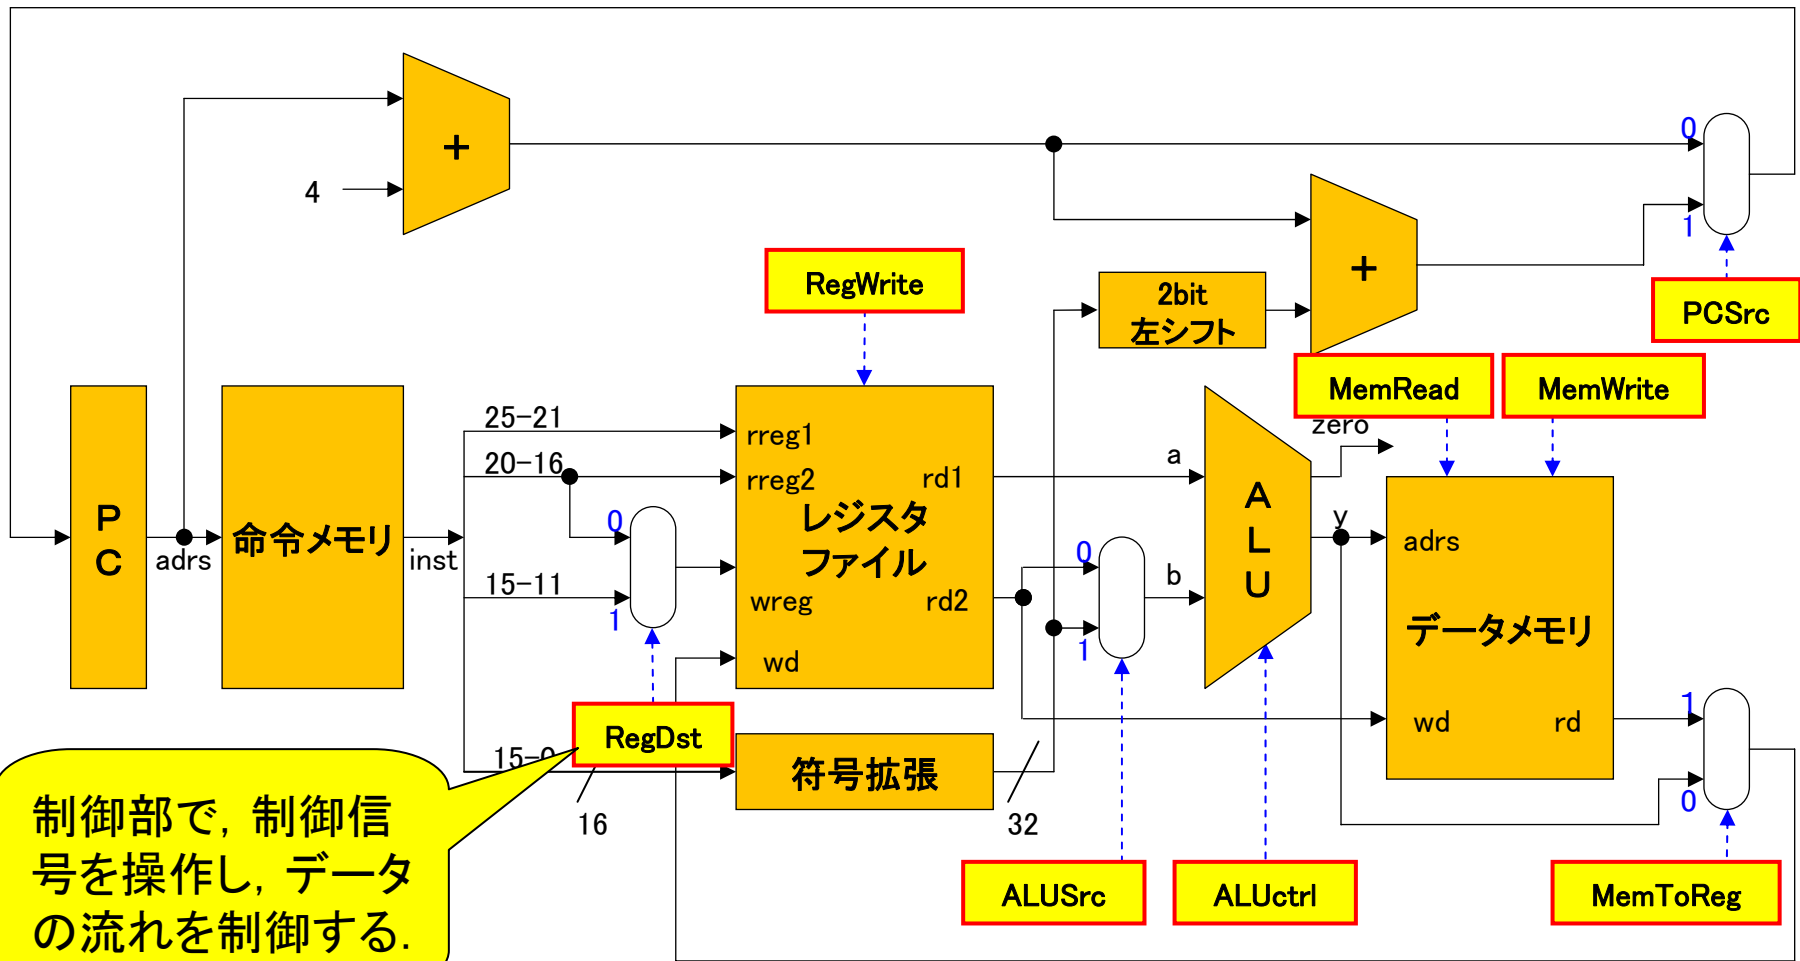 +
4
0
1
+
RegWrite
2bit
左シフト
PCSrc
MemRead
MemWrite
zero
25-21
20-16
15-11
rreg1
rreg2
rd1
レジスタ
ファイル
wreg
rd2
wd
P
C
adrs
命令メモリ
inst
0
1
a
b
0
1
A
L
U
y
adrs
データメモリ
wd
rd
1
0
RegDst
符号拡張
16
32
ALUSrc
ALUctrl
MemToReg
制御部で, 制御信
号を操作し, データ
の流れを制御する.